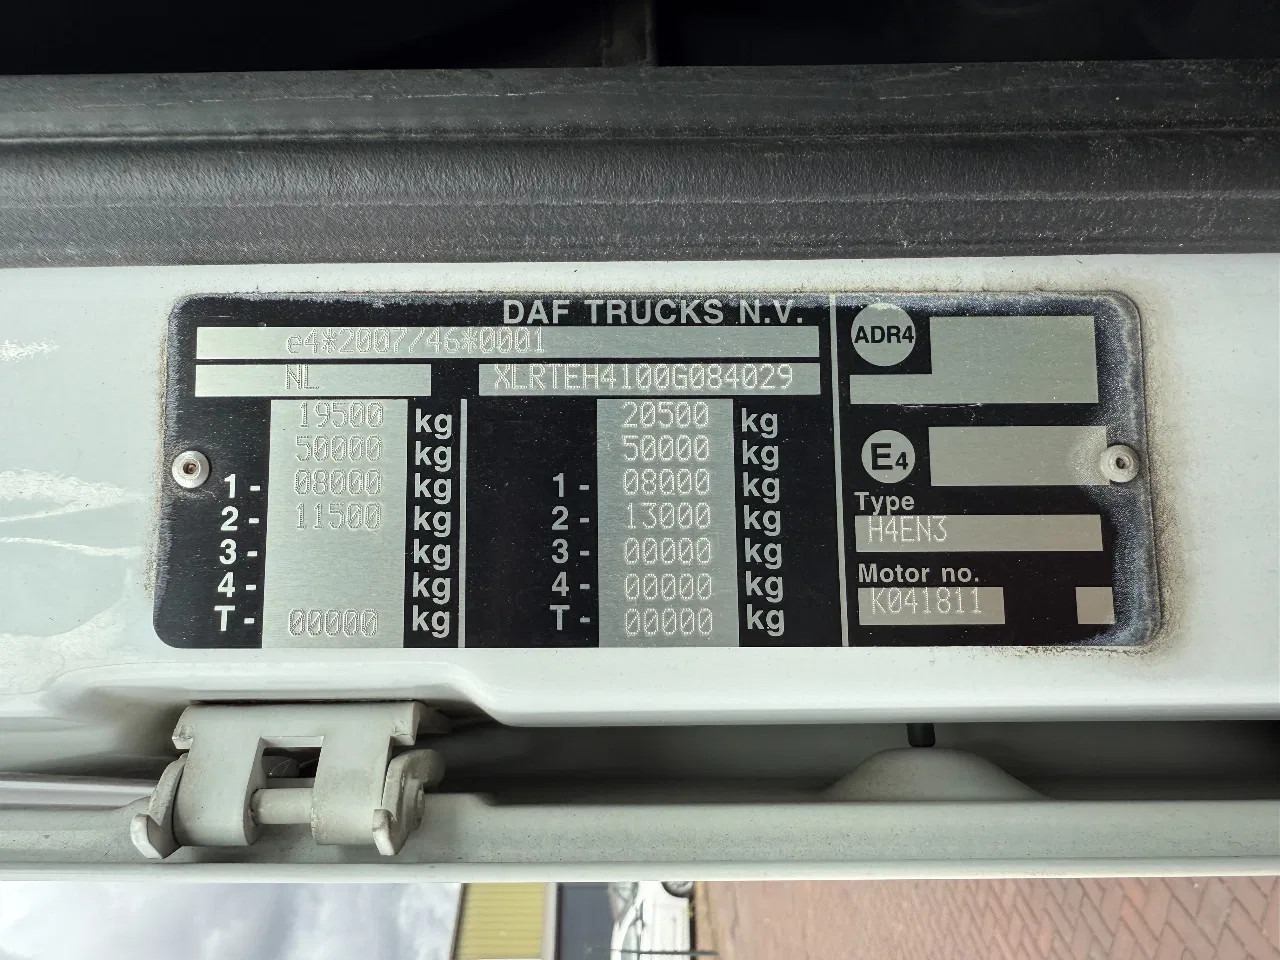 DAF TRUCKS N.V.
e4*2007/46*0001
NL XLRTEH4100G084029
19500 kg 20500 kg
50000 kg 50000 kg
1- 08000 kg 1- 08000 kg
2- 11500 kg 2- 13000 kg
3- kg 3- 00000 kg
4- kg 4- 00000 kg
T- 00000 kg T- 00000 kg
ADR4
E4
Type
H4EN3
Motor no.
K041811